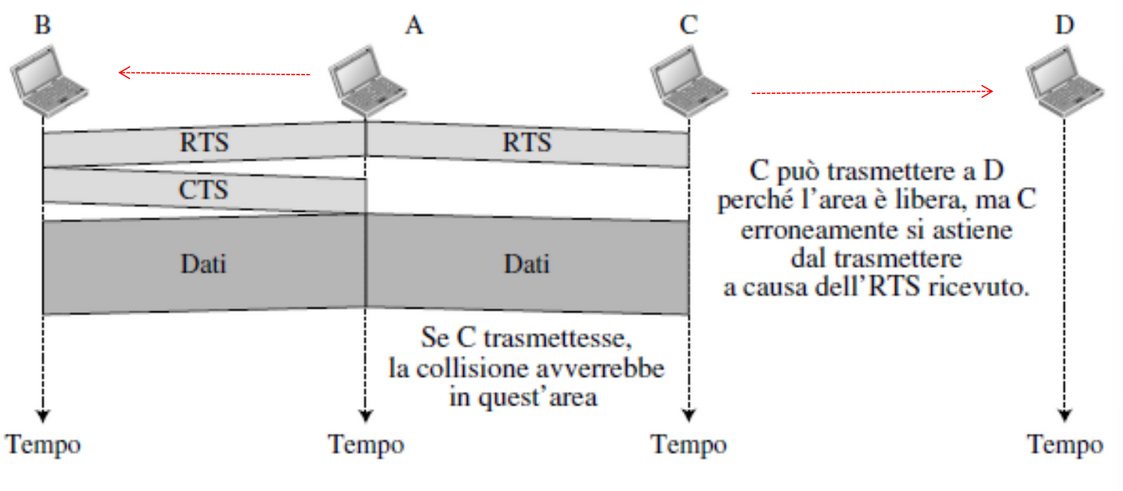 B
A
C
D
RTS
RTS
CTS
Dati
Dati
C può trasmettere a D
perché l'area è libera, ma C
erroneamente si astiene
dal trasmettere
a causa dell'RTS ricevuto.
Se C trasmettesse,
la collisione avverrebbe
in quest'area
Tempo
Tempo
Tempo
Tempo